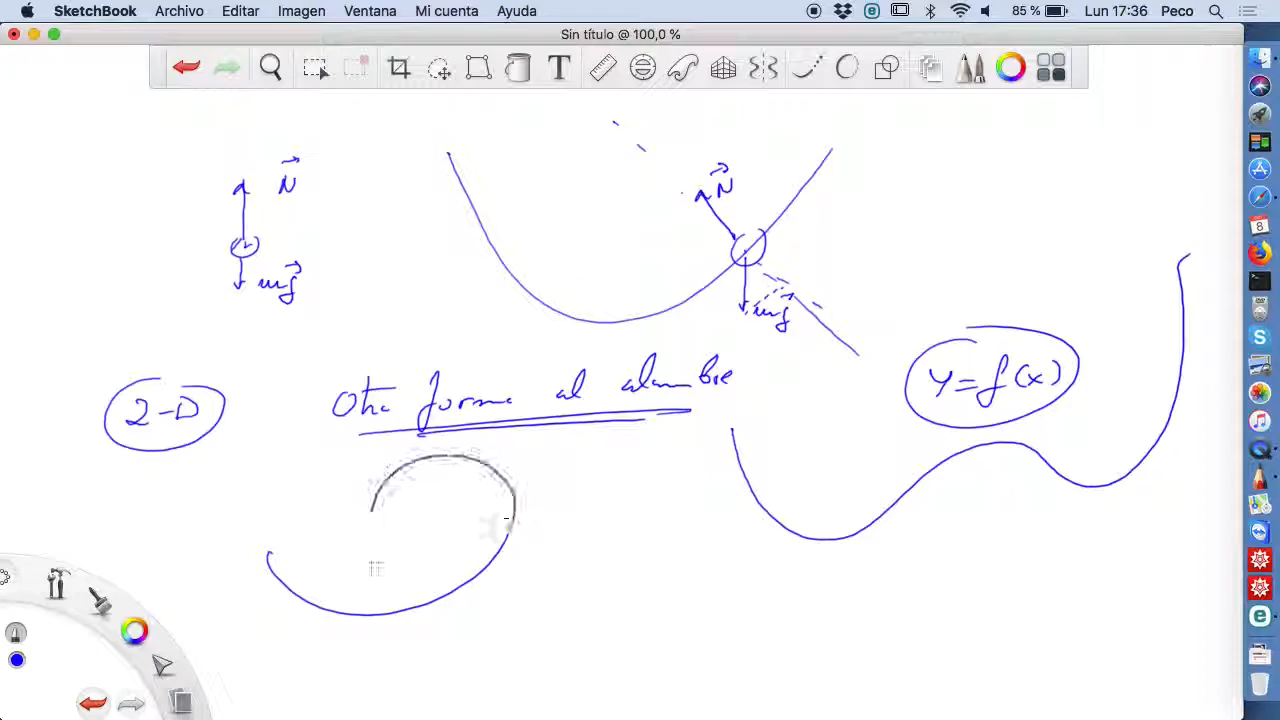 SketchBook Archivo Editar Imagen Ventana Mi cuenta Ayuda 85 % Lun 17:36 Peco
Sin título @ 100,0 %
T
8
N
N
mg
mg
2-D
Otra forma al alambre
Y=f(x)